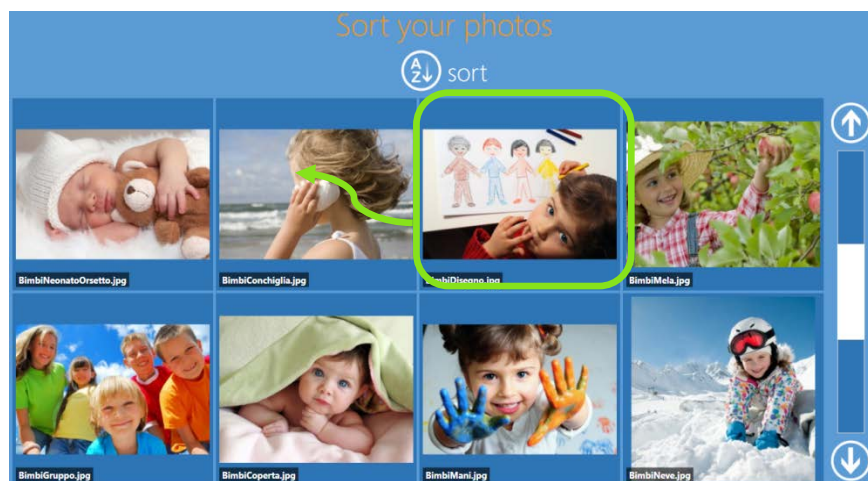 Sort your photos
AZ sort
BimbiNeonatoOrsetto.jpg
BimbiConchiglia.jpg
BimbiDisegno.jpg
BimbiMela.jpg
BimbiGruppo.jpg
BimbiCoperta.jpg
BimbiMani.jpg
BimbiNeve.jpg